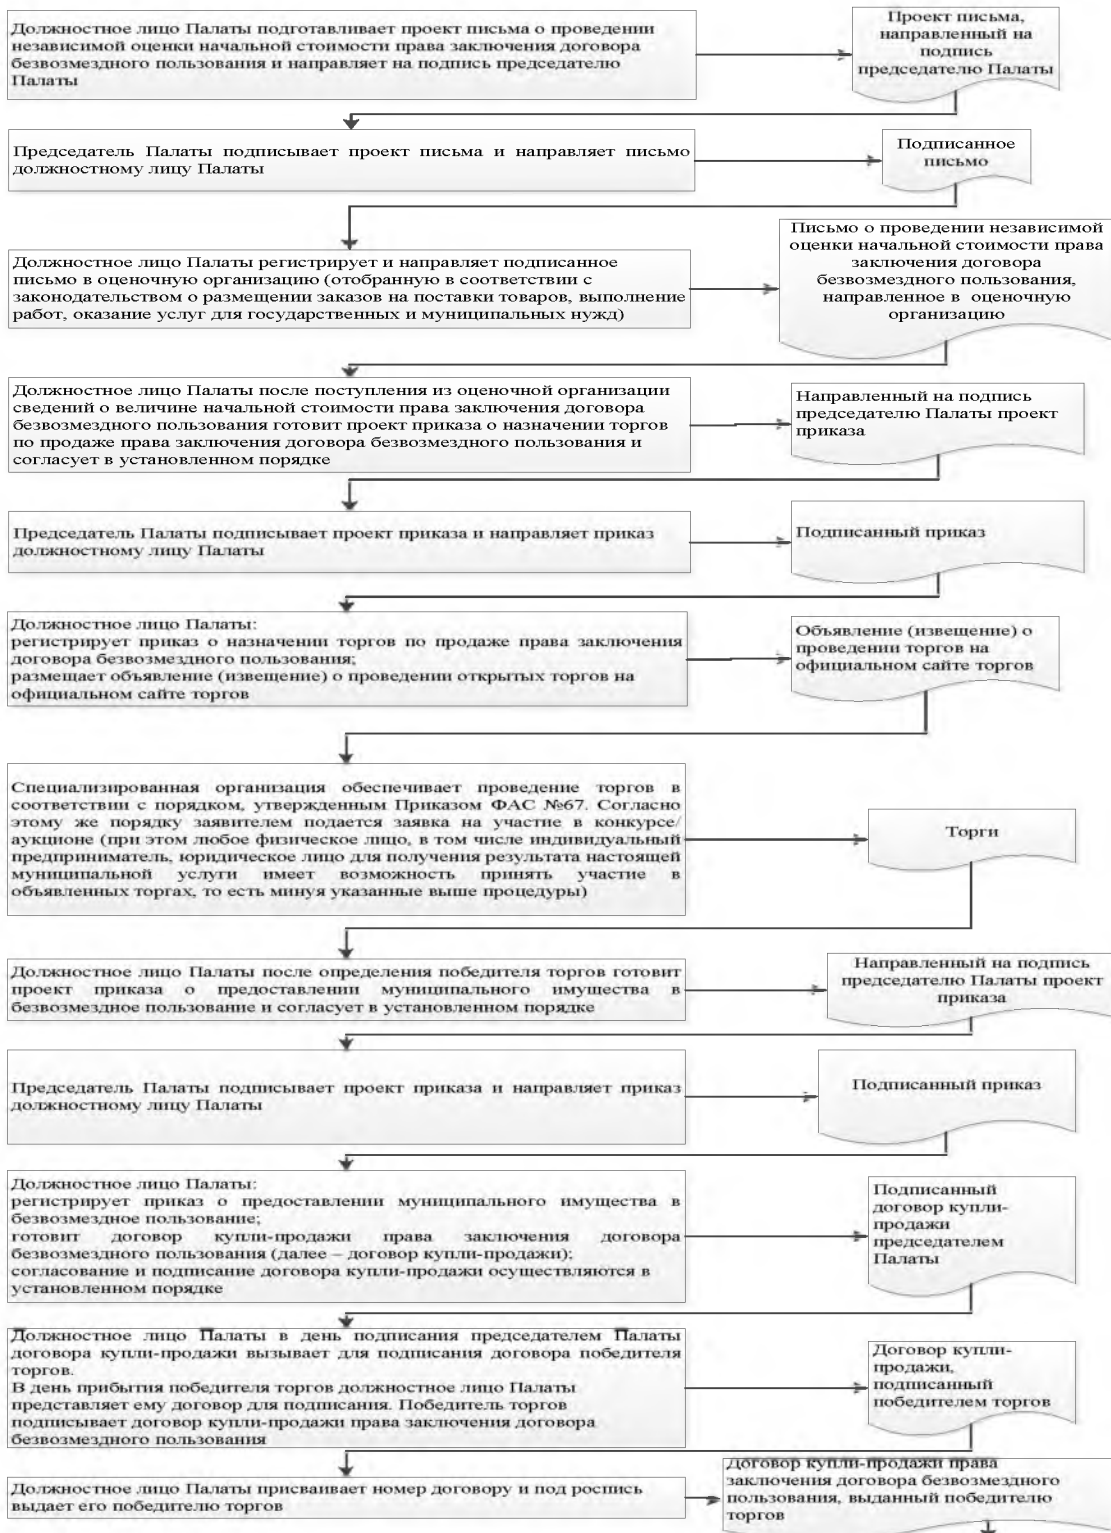 Должностное лицо Палаты подготавливает проект письма о проведении
независимой оценки начальной стоимости права заключения договора
безвозмездного пользования и направляет на подпись председателю
Палаты
Проект письма,
направленный на
подпись
председателю Палаты
Председатель Палаты подписывает проект письма и направляет письмо
должностному лицу Палаты
Подписанное
письмо
Должностное лицо Палаты регистрирует и направляет подписанное
письмо в оценочную организацию (отобранную в соответствии с
законодательством о размещении заказов на поставки товаров, выполнение
работ, оказание услуг для государственных и муниципальных нужд)
Письмо о проведении независимой
оценки начальной стоимости права
заключения договора
безвозмездного пользования,
направленное в оценочную
организацию
Должностное лицо Палаты после поступления из оценочной организации
сведений о величине начальной стоимости права заключения договора
безвозмездного пользования готовит проект приказа о назначении торгов
по продаже права заключения договора безвозмездного пользования и
согласует в установленном порядке
Направленный на подпись
председателю Палаты проект
приказа
Председатель Палаты подписывает проект приказа и направляет приказ
должностному лицу Палаты
Подписанный приказ
Должностное лицо Палаты:
регистрирует приказ о назначении торгов по продаже права заключения
договора безвозмездного пользования;
размещает объявление (извещение) о проведении открытых торгов на
официальном сайте торгов
Объявление (извещение) о
проведении торгов на
официальном сайте торгов
Специализированная организация обеспечивает проведение торгов в
соответствии с порядком, утвержденным Приказом ФАС №67. Согласно
этому же порядку заявителем подается заявка на участие в конкурсе/
аукционе (при этом любое физическое лицо, в том числе индивидуальный
предприниматель, юридическое лицо для получения результата настоящей
муниципальной услуги имеет возможность принять участие в
объявленных торгах, то есть минуя указанные выше процедуры)
Торги
Должностное лицо Палаты после определения победителя торгов готовит
проект приказа о предоставлении муниципального имущества в
безвозмездное пользование и согласует в установленном порядке
Направленный на подпись
председателю Палаты проект
приказа
Председатель Палаты подписывает проект приказа и направляет приказ
должностному лицу Палаты
Подписанный приказ
Должностное лицо Палаты:
регистрирует приказ о предоставлении муниципального имущества в
безвозмездное пользование;
готовит договор купли-продажи права заключения договора
безвозмездного пользования (далее – договор купли-продажи);
согласование и подписание договора купли-продажи осуществляются в
установленном порядке
Подписанный
договор купли-
продажи
председателем
Палаты
Должностное лицо Палаты в день подписания председателем Палаты
договора купли-продажи вызывает для подписания договора победителя
торгов.
В день прибытия победителя торгов должностное лицо Палаты
представляет ему договор для подписания. Победитель торгов
подписывает договор купли-продажи права заключения договора
безвозмездного пользования
Договор купли-
продажи,
подписанный
победителем торгов
Должностное лицо Палаты присваивает номер договору и под роспись
выдает его победителю торгов
Договор купли-продажи права
заключения договора безвозмездного
пользования, выданный победителю
торгов